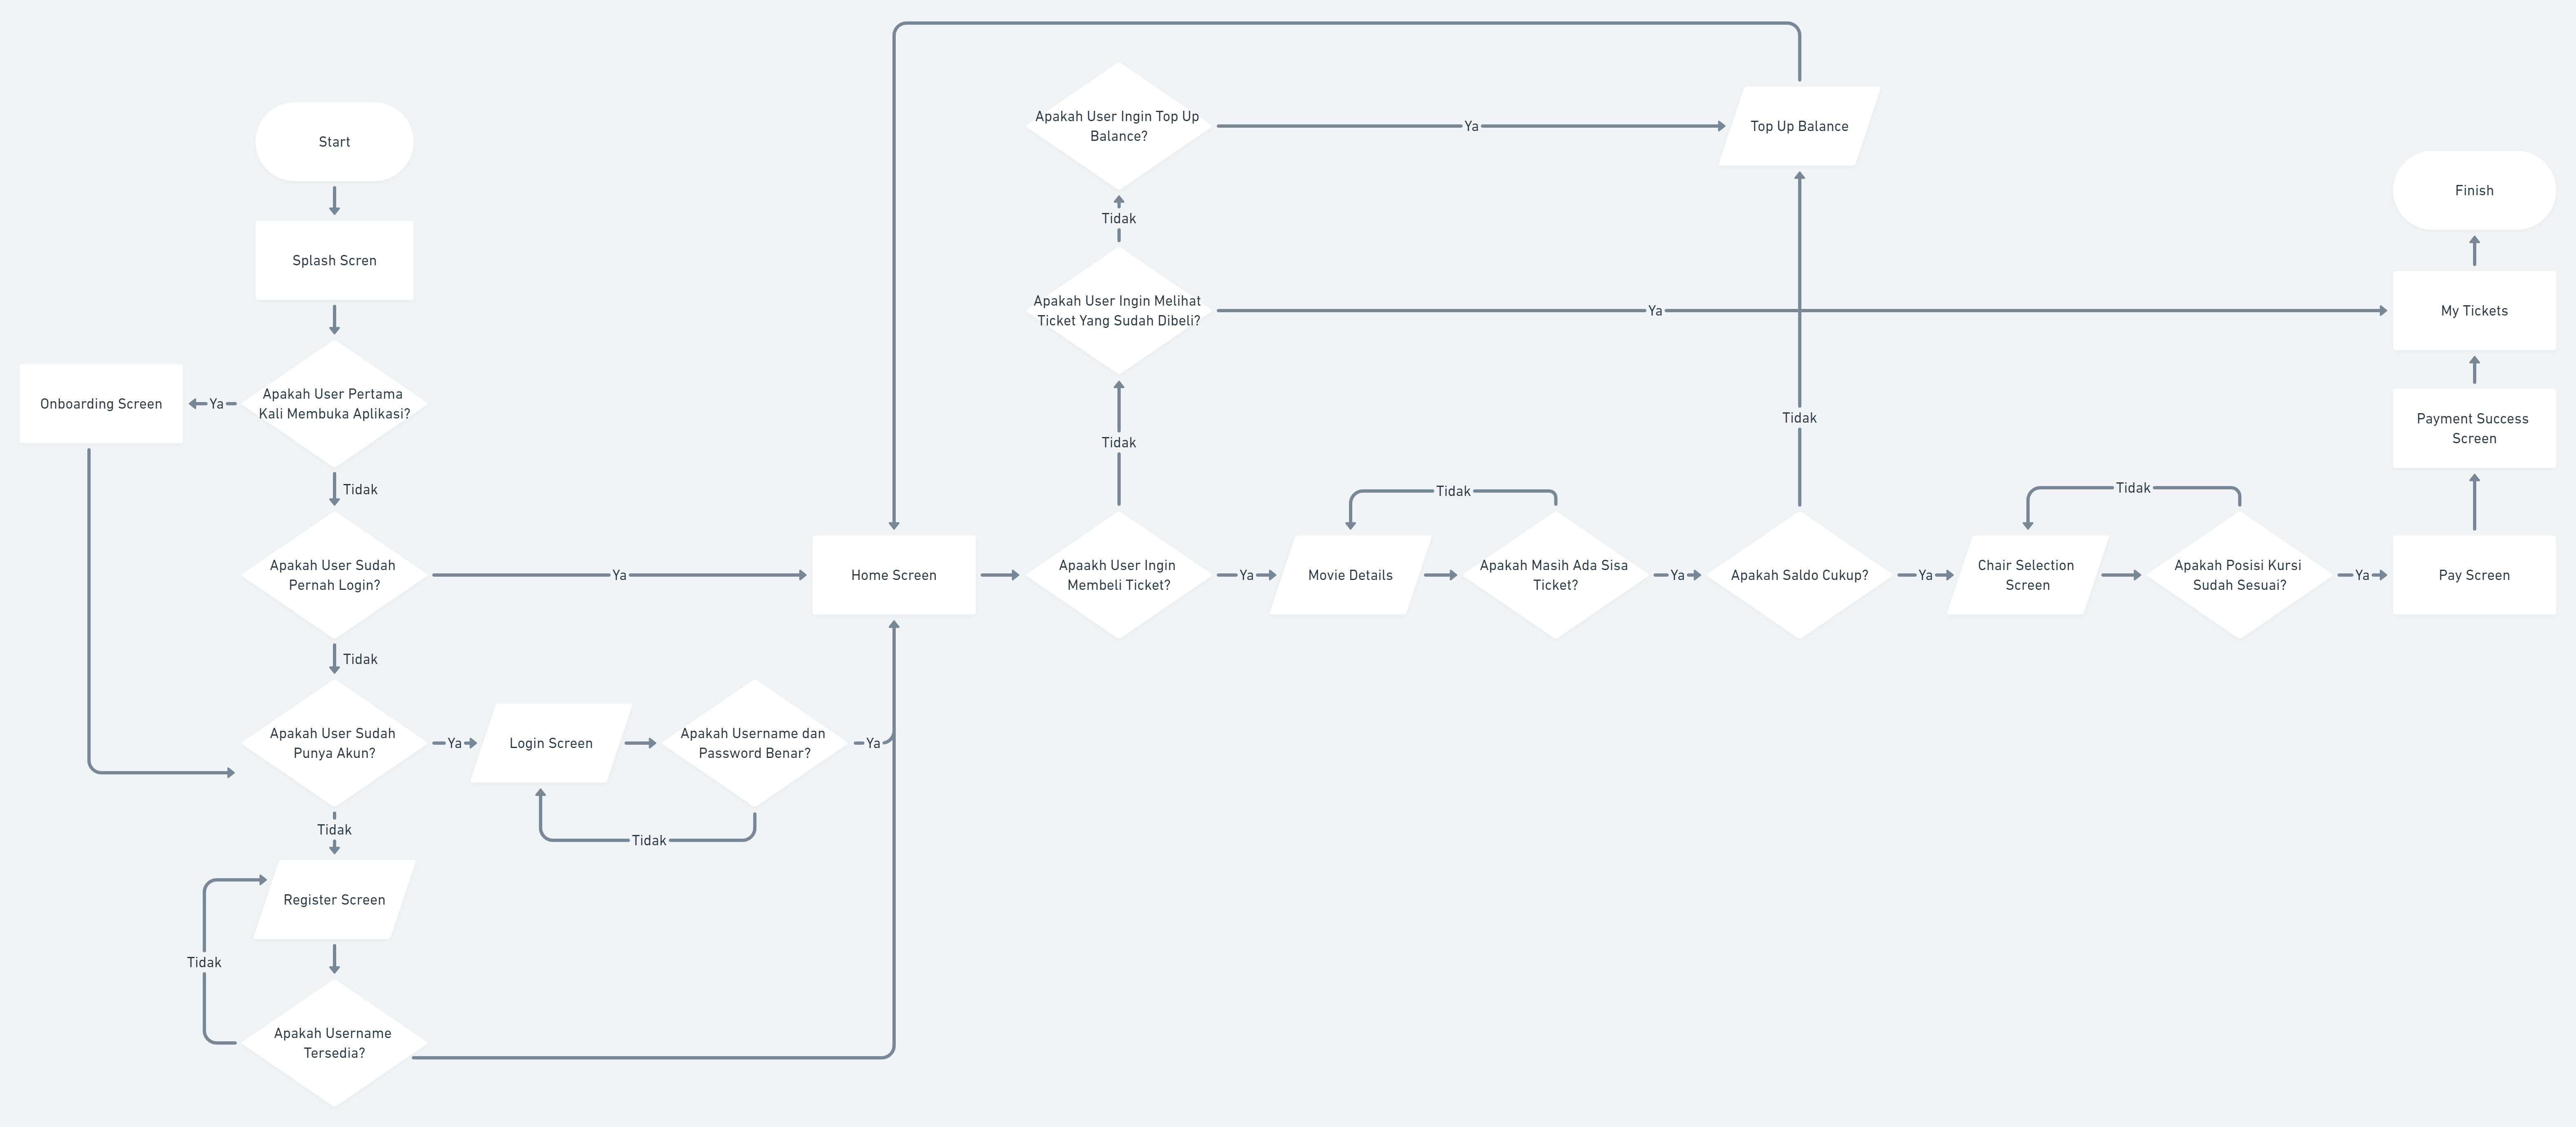 Start
Splash Scren
Onboarding Screen
Ya
Apakah User Pertama
Kali Membuka Aplikasi?
Tidak
Apakah User Sudah
Pernah Login?
Ya
Tidak
Apakah User Sudah
Punya Akun?
Ya
Login Screen
Apakah Username dan
Password Benar?
Ya
Tidak
Tidak
Register Screen
Tidak
Apakah Username
Tersedia?
Home Screen
Apaakh User Ingin
Membeli Ticket?
Tidak
Apakah User Ingin Melihat
Ticket Yang Sudah Dibeli?
Ya
Tidak
Apakah User Ingin Top Up
Balance?
Ya
Top Up Balance
Ya
Movie Details
Tidak
Apakah Masih Ada Sisa
Ticket?
Ya
Apakah Saldo Cukup?
Tidak
Ya
Chair Selection
Screen
Tidak
Apakah Posisi Kursi
Sudah Sesuai?
Ya
Pay Screen
Payment Success
Screen
My Tickets
Finish